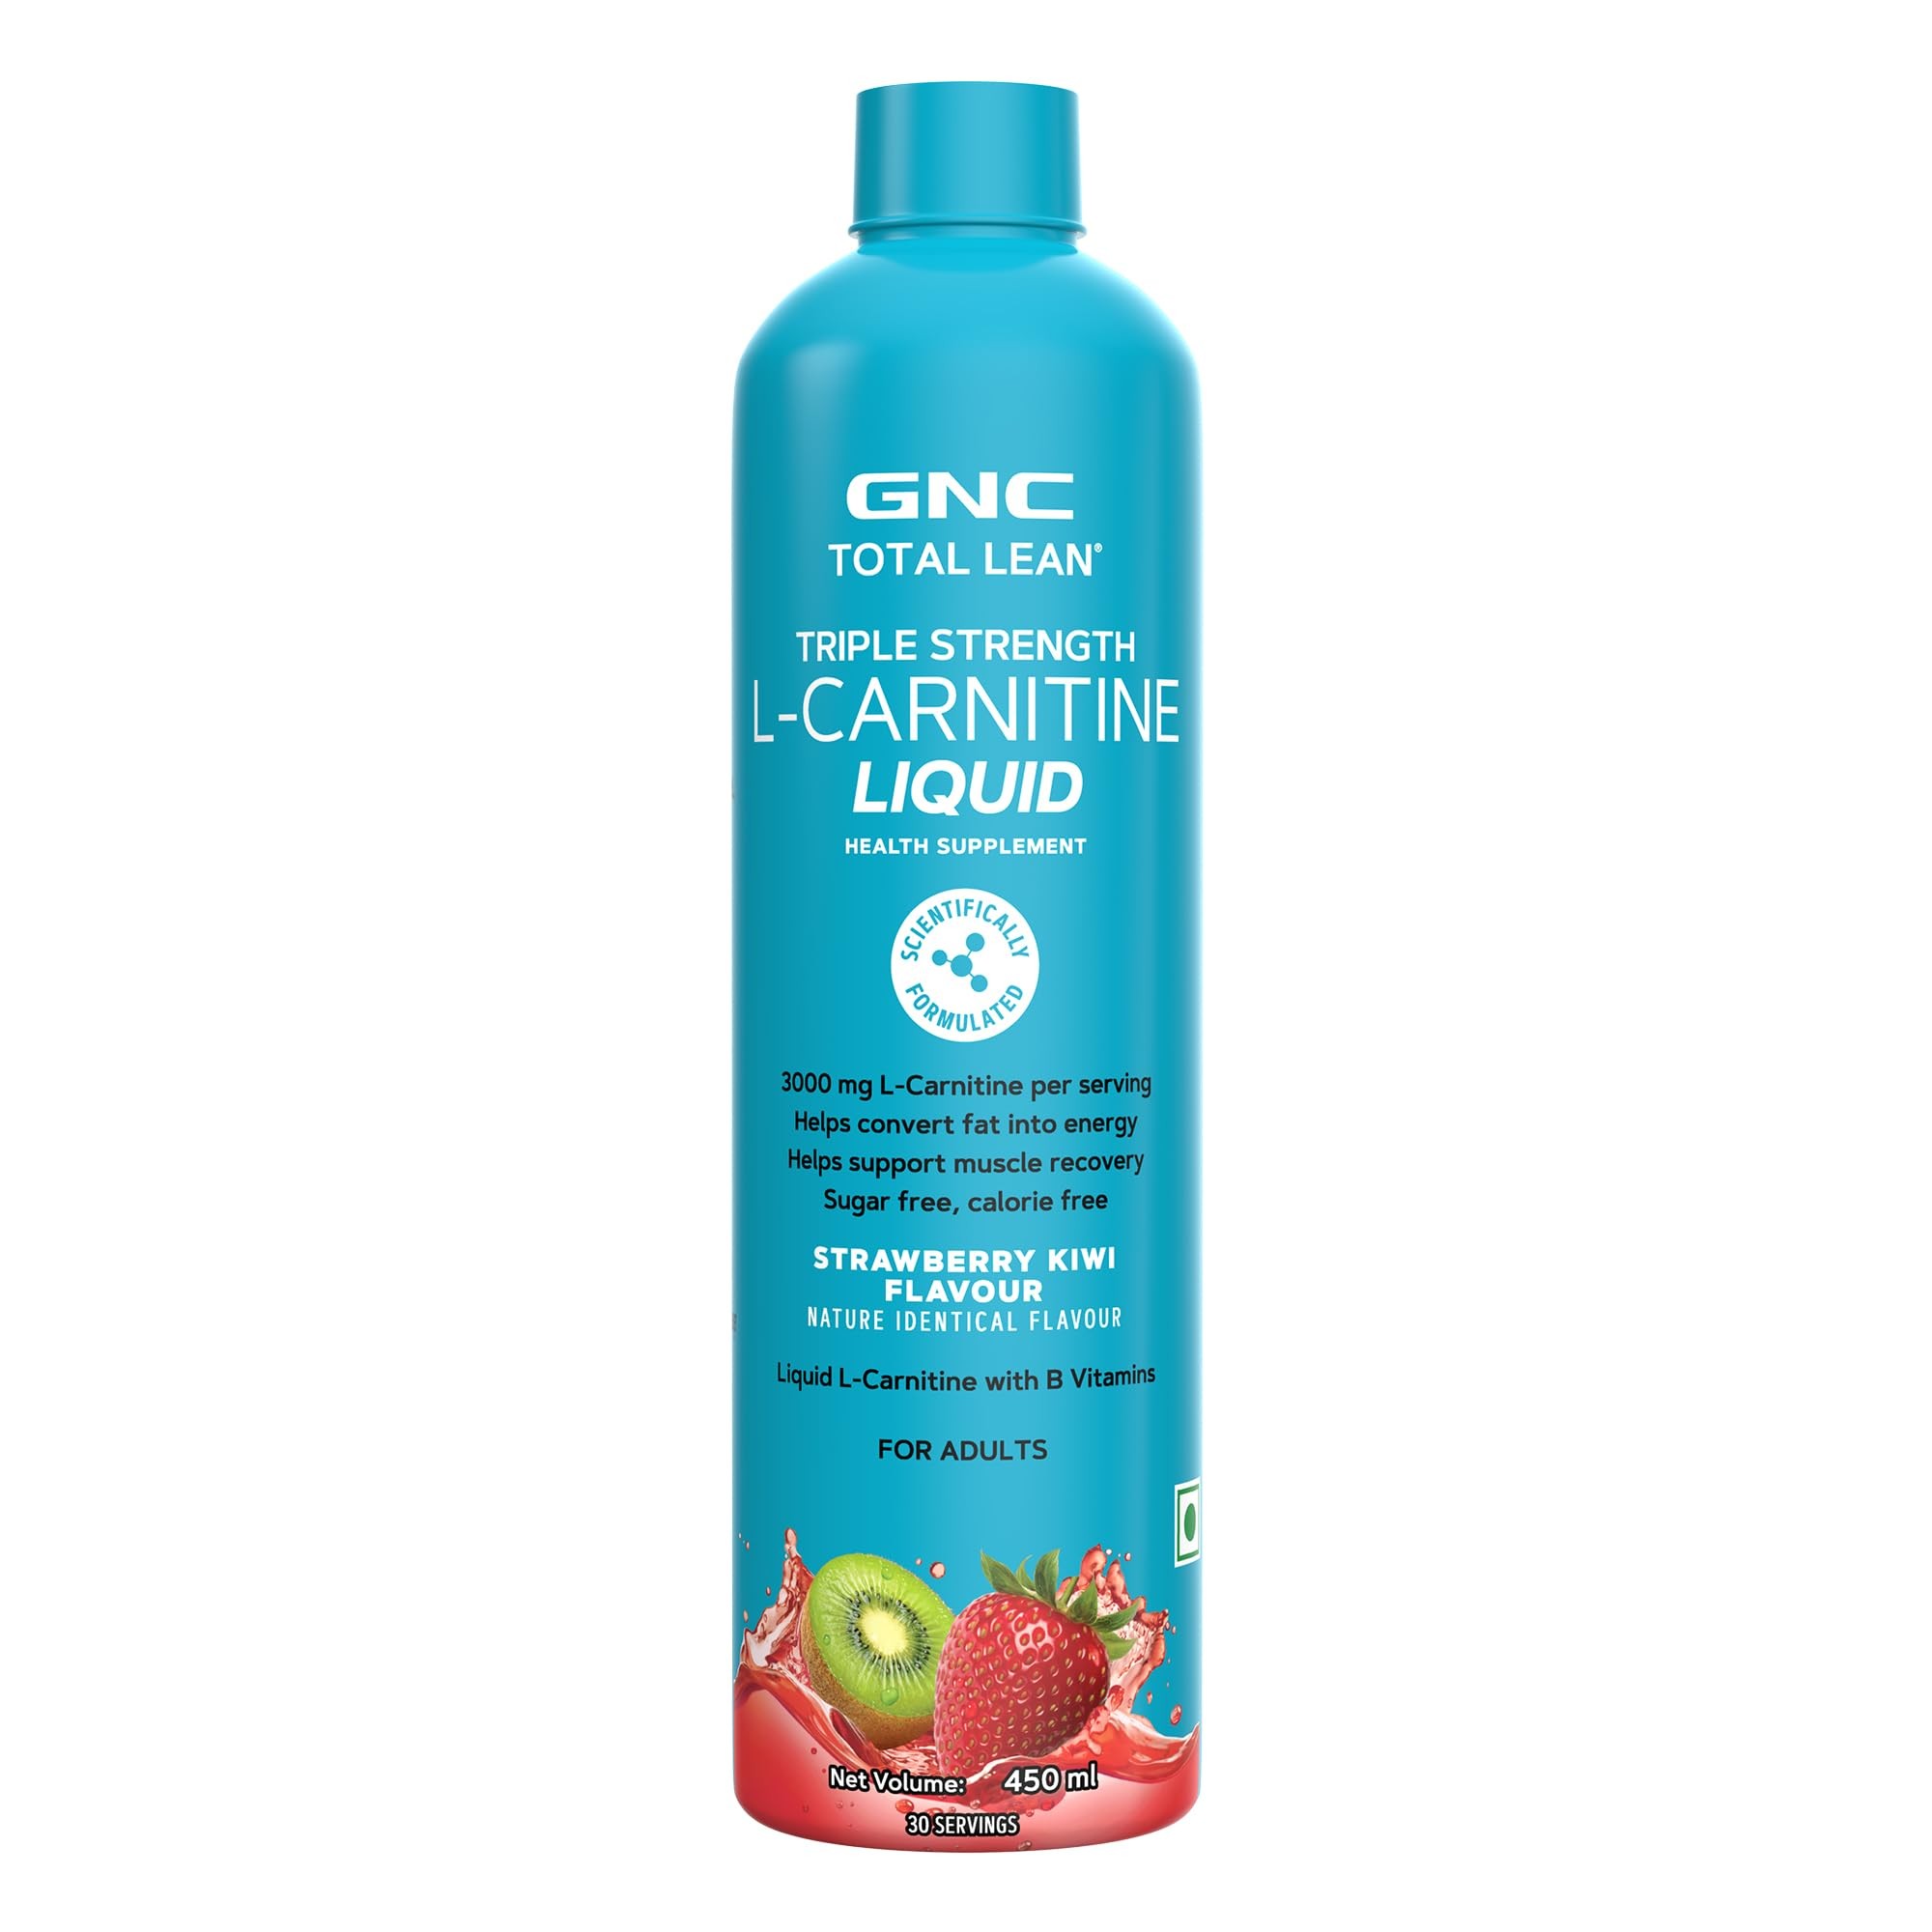 GNC
TOTAL LEAN®
TRIPLE STRENGTH
L-CARNITINE
LIQUID
HEALTH SUPPLEMENT
SCIENTIFICALLY
FORMULATED
3000 mg L-Carnitine per serving
Helps convert fat into energy
Helps support muscle recovery
Sugar free, calorie free
STRAWBERRY KIWI
FLAVOUR
NATURE IDENTICAL FLAVOUR
Liquid L-Carnitine with B Vitamins
FOR ADULTS
Net Volume: 450 ml
30 SERVINGS